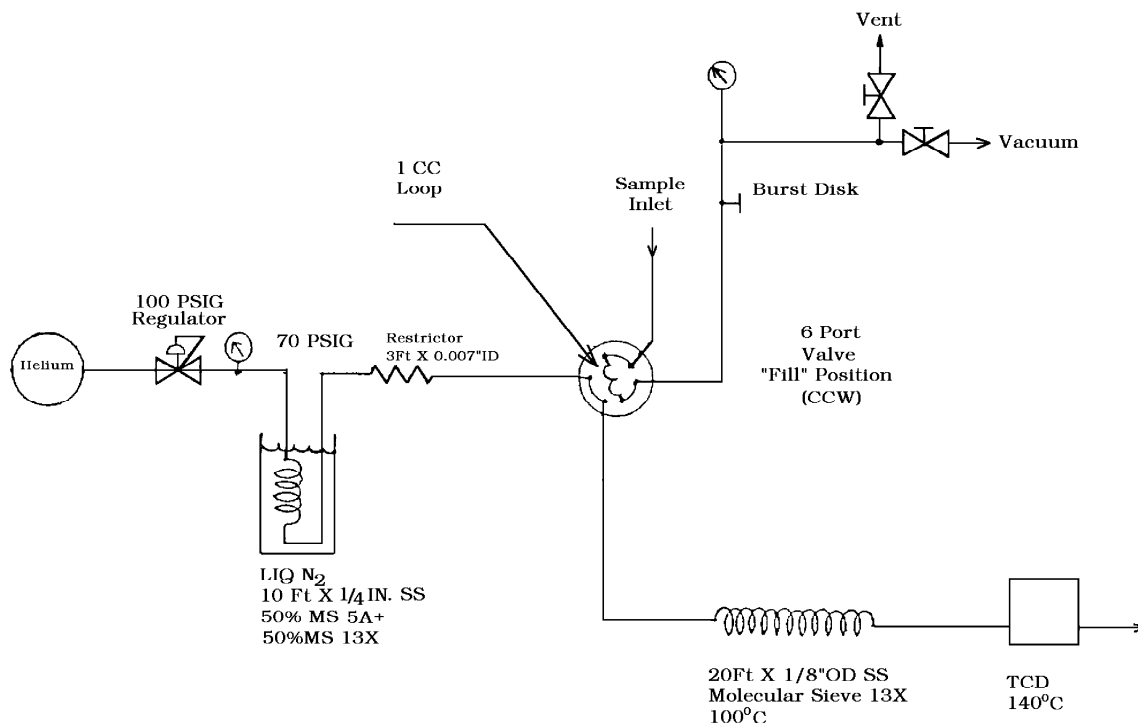 Vent
Vacuum
1 CC
Loop
Sample
Inlet
Burst Disk
100 PSIG
Regulator
70 PSIG
Restrictor
3Ft X 0.007"ID
6 Port
Valve
"Fill" Position
(CCW)
Helium
LIQ N₂
10 Ft X 1/4 IN. SS
50% MS 5A+
50%MS 13X
20Ft X 1/8"OD SS
Molecular Sieve 13X
100°C
TCD
140°C